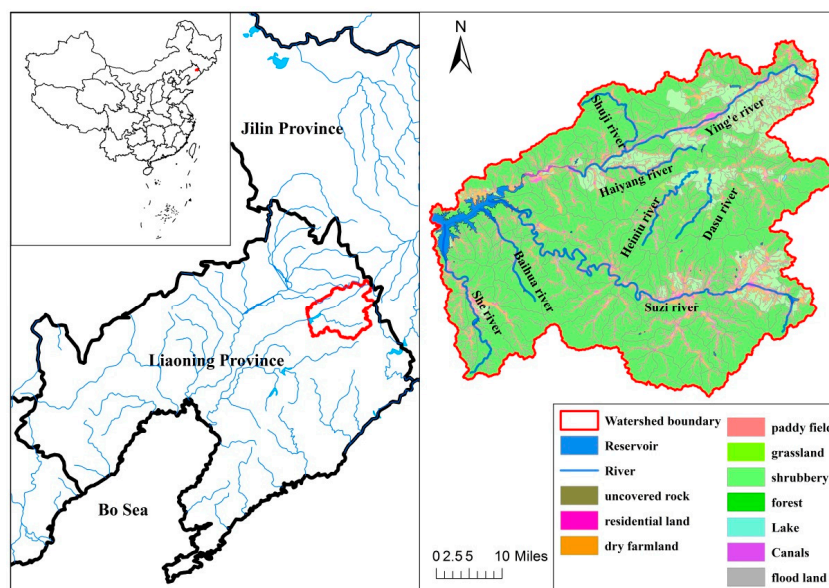 Jilin Province
Liaoning Province
Bo Sea
N
Shuji river
Ying'e river
Haiyang river
Heiniu river
Dasu river
Baihua river
She river
Suzi river
0 2.5 5 10 Miles
Watershed boundary
Reservoir
River
uncovered rock
residential land
dry farmland
paddy field
grassland
shrubbery
forest
Lake
Canals
flood land